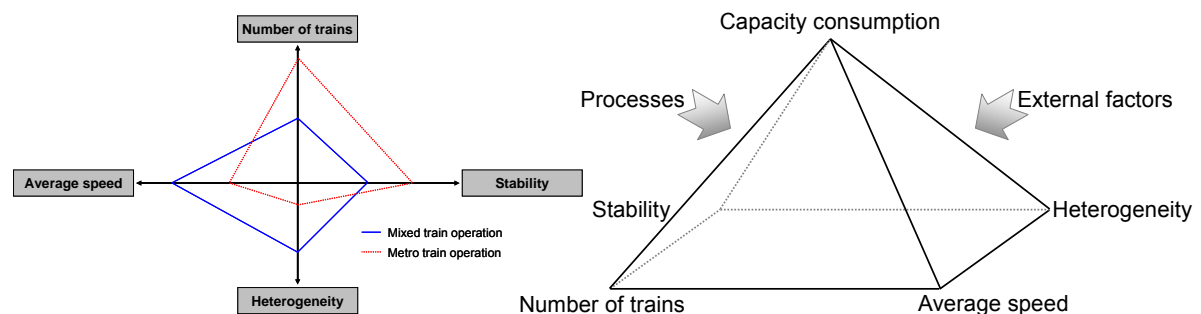 Number of trains
Average speed
Stability
Mixed train operation
Metro train operation
Heterogeneity
Capacity consumption
Processes
External factors
Stability
Heterogeneity
Number of trains
Average speed